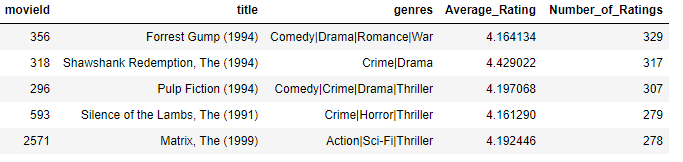 movieId title genres Average_Rating Number_of_Ratings
356 Forrest Gump (1994) Comedy|Drama|Romance|War 4.164134 329
318 Shawshank Redemption, The (1994) Crime|Drama 4.429022 317
296 Pulp Fiction (1994) Comedy|Crime|Drama|Thriller 4.197068 307
593 Silence of the Lambs, The (1991) Crime|Horror|Thriller 4.161290 279
2571 Matrix, The (1999) Action|Sci-Fi|Thriller 4.192446 278